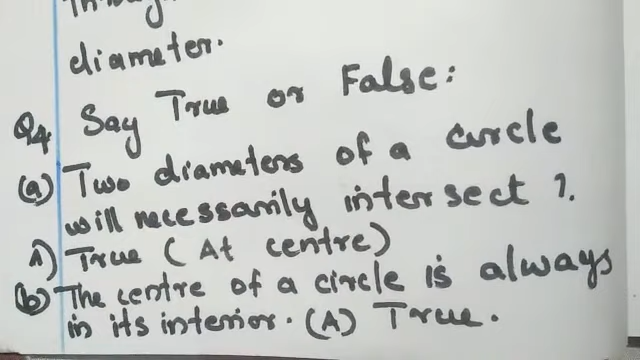 diameter.
Q4 Say True or False:
(a) Two diameters of a circle
will necessarily intersect ?.
A) True ( At centre)
(b) The centre of a circle is always
in its interior. (A) True.